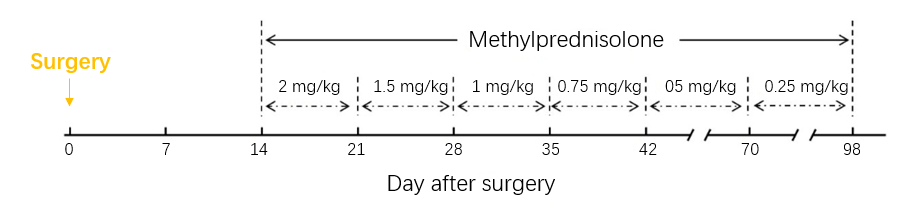 Methylprednisolone
Surgery
2 mg/kg 1.5 mg/kg 1 mg/kg 0.75 mg/kg 05 mg/kg 0.25 mg/kg
0 7 14 21 28 35 42 70 98
Day after surgery